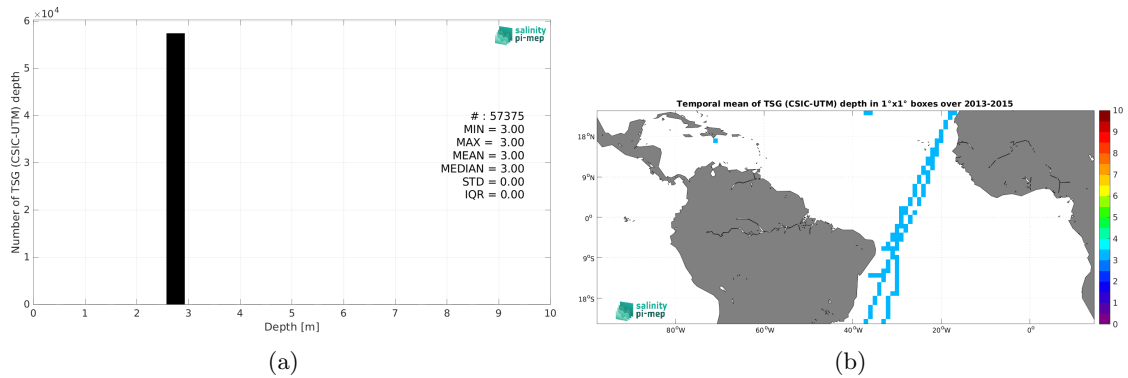 6 ×10⁴
5
4
3
2
1
0
Number of TSG (CSIC-UTM) depth
0 1 2 3 4 5 6 7 8 9 10
Depth [m]
salinity
pi-mep
# : 57375
MIN = 3.00
MAX = 3.00
MEAN = 3.00
MEDIAN = 3.00
STD = 0.00
IQR = 0.00
(a)
Temporal mean of TSG (CSIC-UTM) depth in 1°x1° boxes over 2013-2015
18°N
9°N
0°
9°S
18°S
80°W 60°W 40°W 20°W 0°
salinity
pi-mep
10
9
8
7
6
5
4
3
2
1
0
(b)